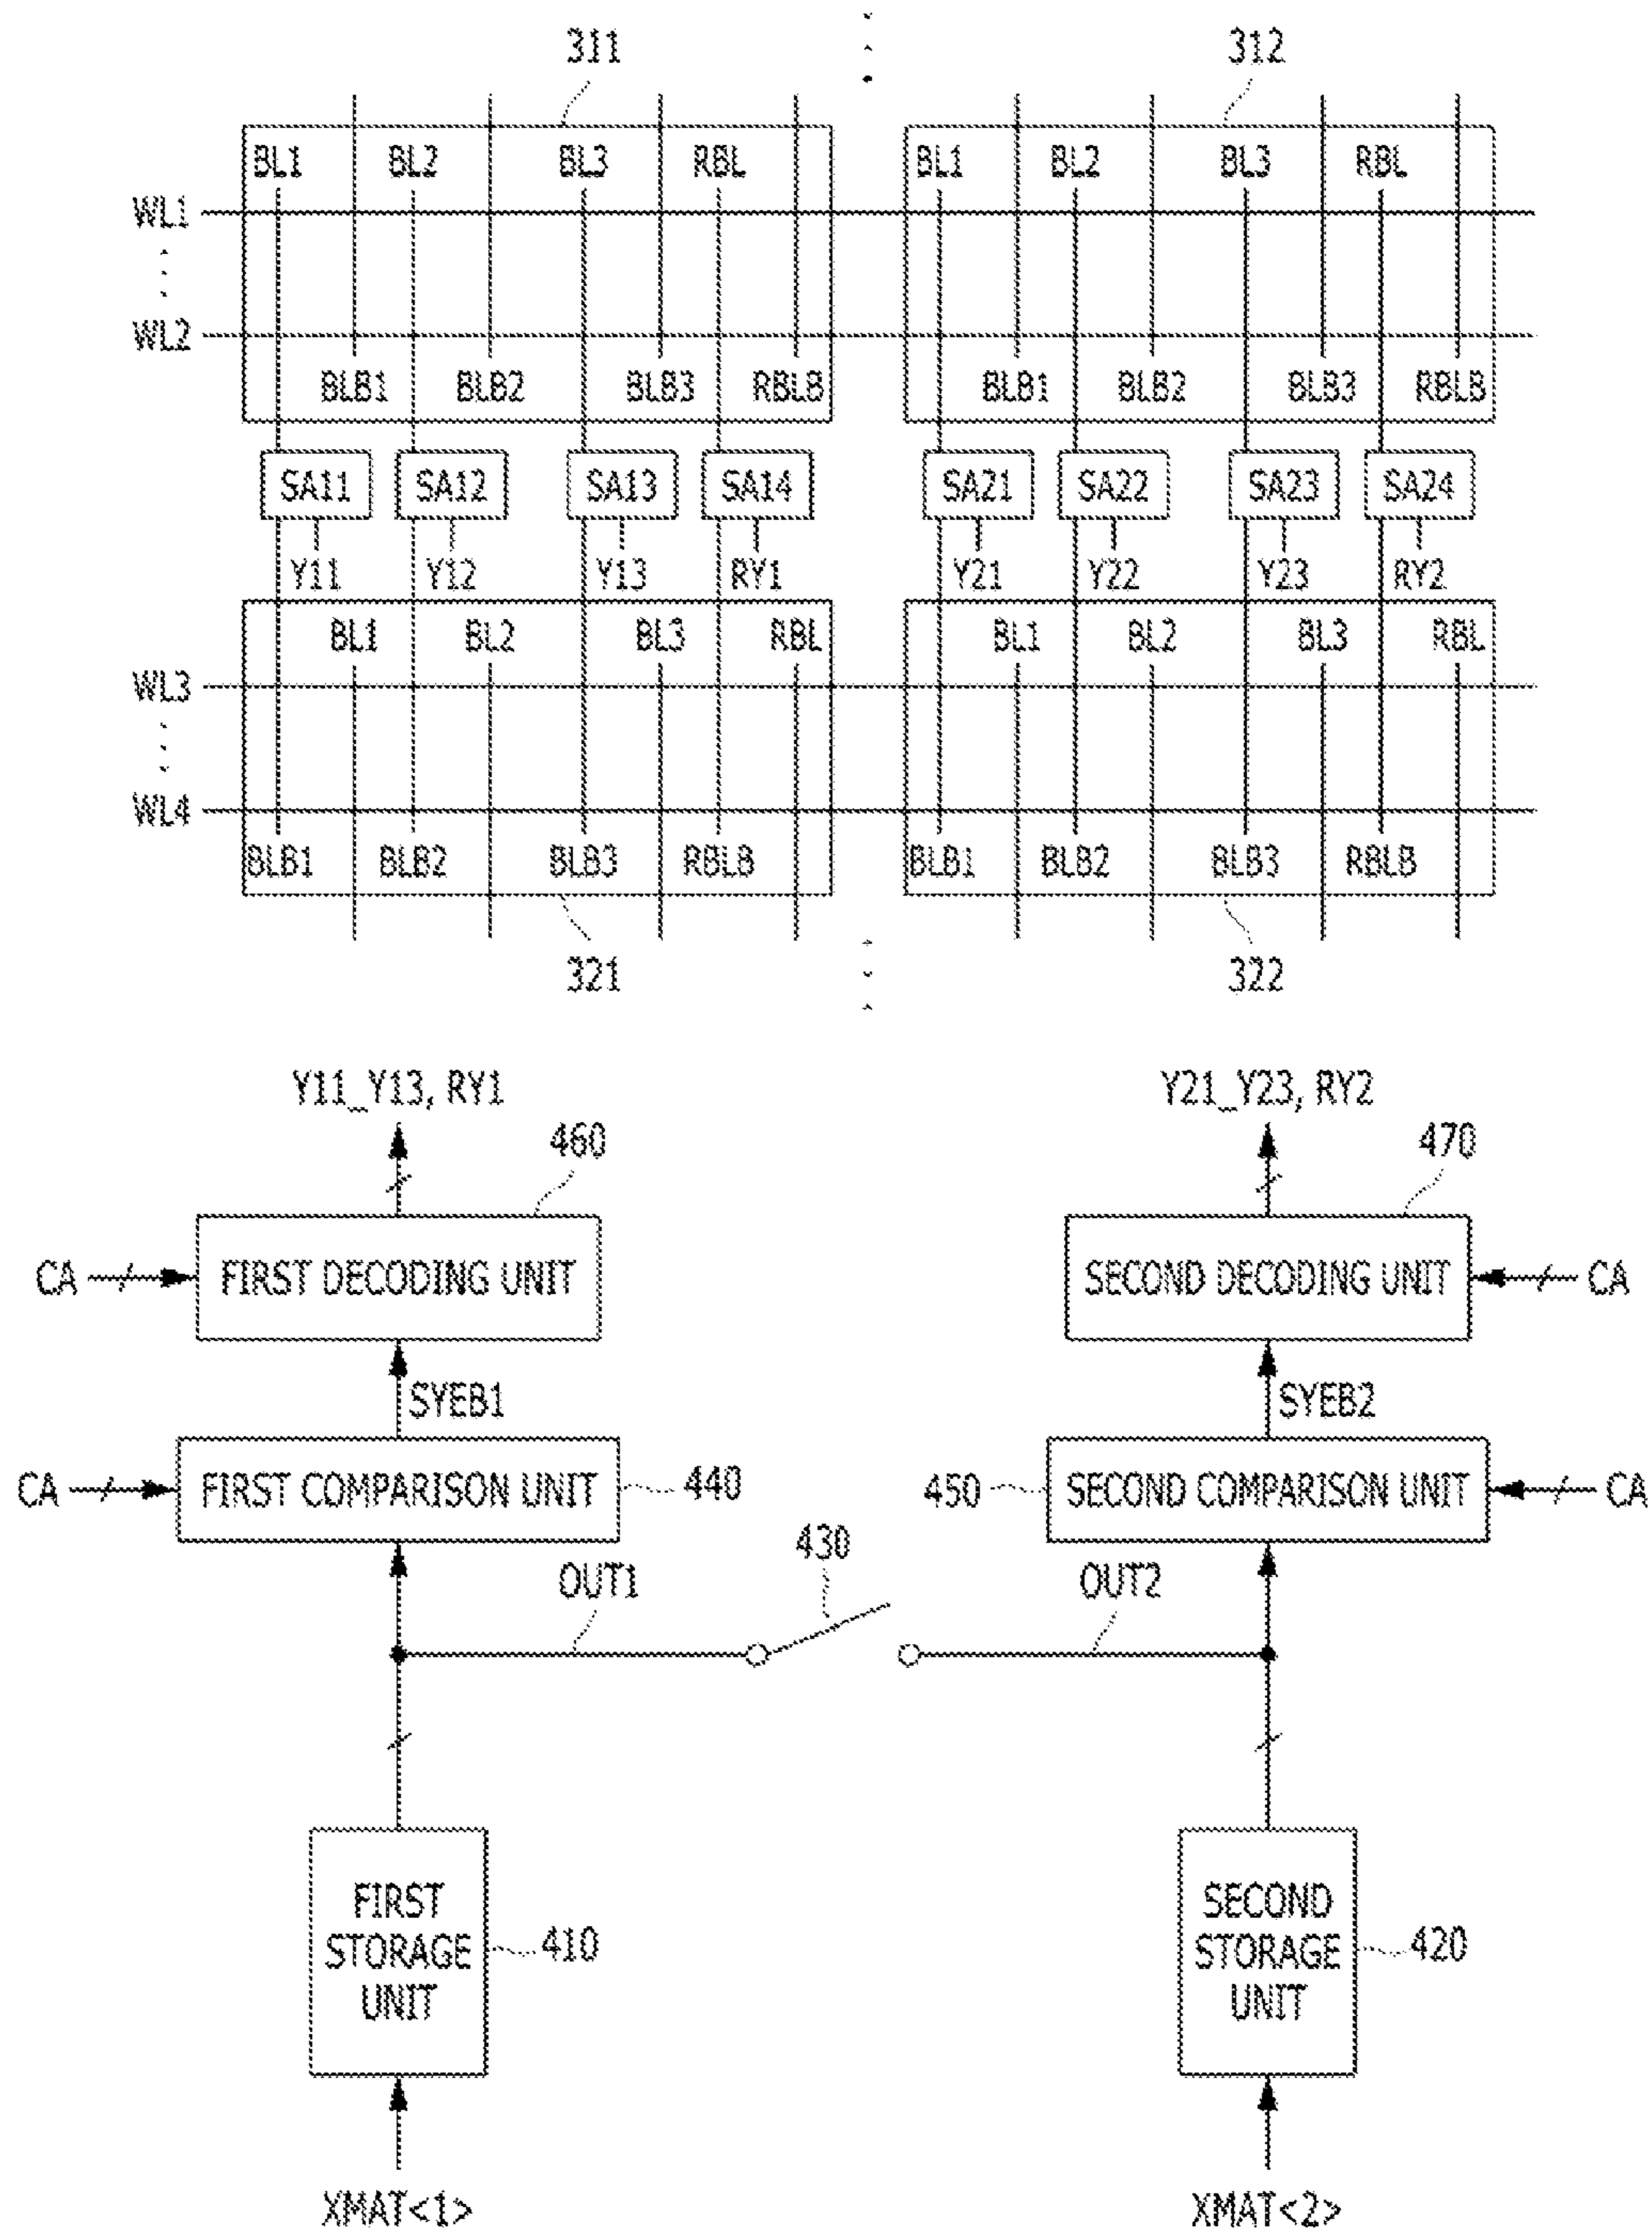 311 312
BL1 BL2 BL3 RBL BL1 BL2 BL3 RBL
WL1
WL2
BLB1 BLB2 BLB3 RBLB BLB1 BLB2 BLB3 RBLB
SA11 SA12 SA13 SA14 SA21 SA22 SA23 SA24
Y11 Y12 Y13 RY1 Y21 Y22 Y23 RY2
BL1 BL2 BL3 RBL BL1 BL2 BL3 RBL
WL3
WL4
BLB1 BLB2 BLB3 RBLB BLB1 BLB2 BLB3 RBLB
321 322
Y11_Y13, RY1 Y21_Y23, RY2
460 470
CA FIRST DECODING UNIT SECOND DECODING UNIT CA
SYEB1 SYEB2
CA FIRST COMPARISON UNIT 440 450 SECOND COMPARISON UNIT CA
430
OUT1 OUT2
FIRST
STORAGE
UNIT
410
SECOND
STORAGE
UNIT
420
XMAT<1> XMAT<2>